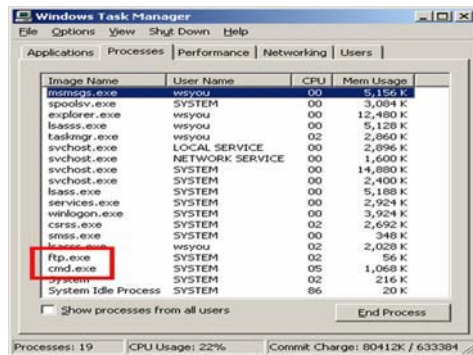 Windows Task Manager
File Options View Shut Down Help
Applications Processes Performance Networking Users
Image Name User Name CPU Mem Usage
msmsgs.exe wsyou 00 5,156 K
spoolsv.exe SYSTEM 00 3,084 K
explorer.exe wsyou 00 12,480 K
lsasss.exe wsyou 00 5,128 K
taskmgr.exe wsyou 02 2,860 K
svchost.exe LOCAL SERVICE 00 2,896 K
svchost.exe NETWORK SERVICE 00 1,600 K
svchost.exe SYSTEM 00 14,880 K
svchost.exe SYSTEM 00 2,400 K
lsass.exe SYSTEM 00 5,188 K
services.exe SYSTEM 00 2,924 K
winlogon.exe SYSTEM 00 3,924 K
csrss.exe SYSTEM 02 2,692 K
smss.exe SYSTEM 00 348 K
wsyou 02 2,028 K
ftp.exe SYSTEM 02 56 K
cmd.exe SYSTEM 05 1,068 K
System SYSTEM 02 216 K
System Idle Process SYSTEM 86 20 K
Show processes from all users End Process
Processes: 19 CPU Usage: 22% Commit Charge: 80412K / 633384